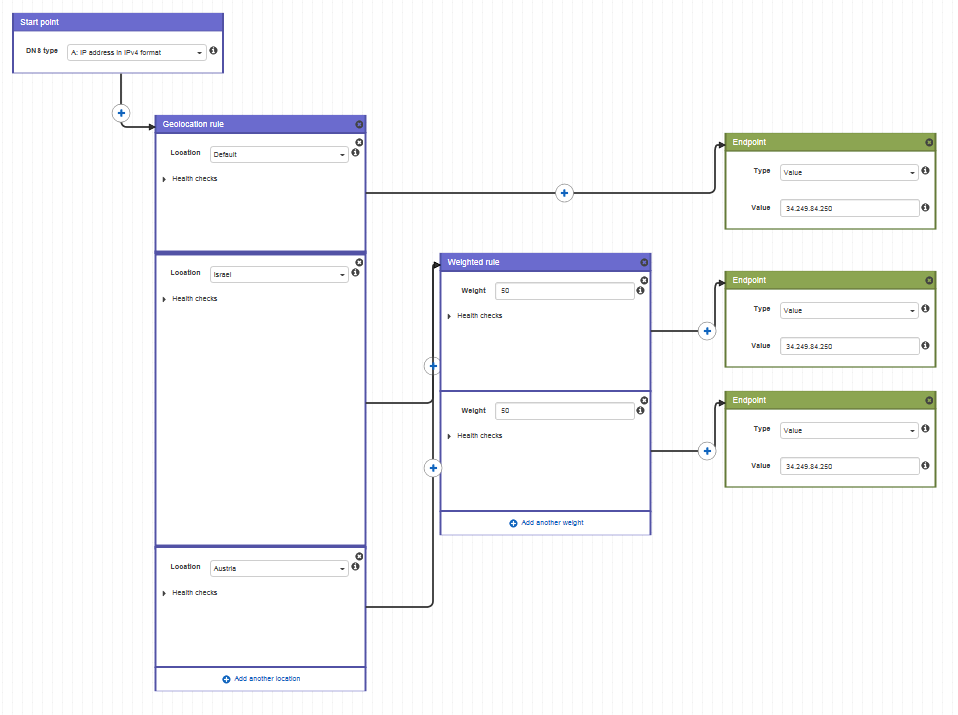 Start point
DNS type
A: IP address in IPv4 format
Geolocation rule
Location
Default
Health checks
Location
Israel
Health checks
Location
Austria
Health checks
Add another location
Weighted rule
Weight
50
Health checks
Weight
50
Health checks
Add another weight
Endpoint
Type
Value
Value
34.249.84.250
Endpoint
Type
Value
Value
34.249.84.250
Endpoint
Type
Value
Value
34.249.84.250